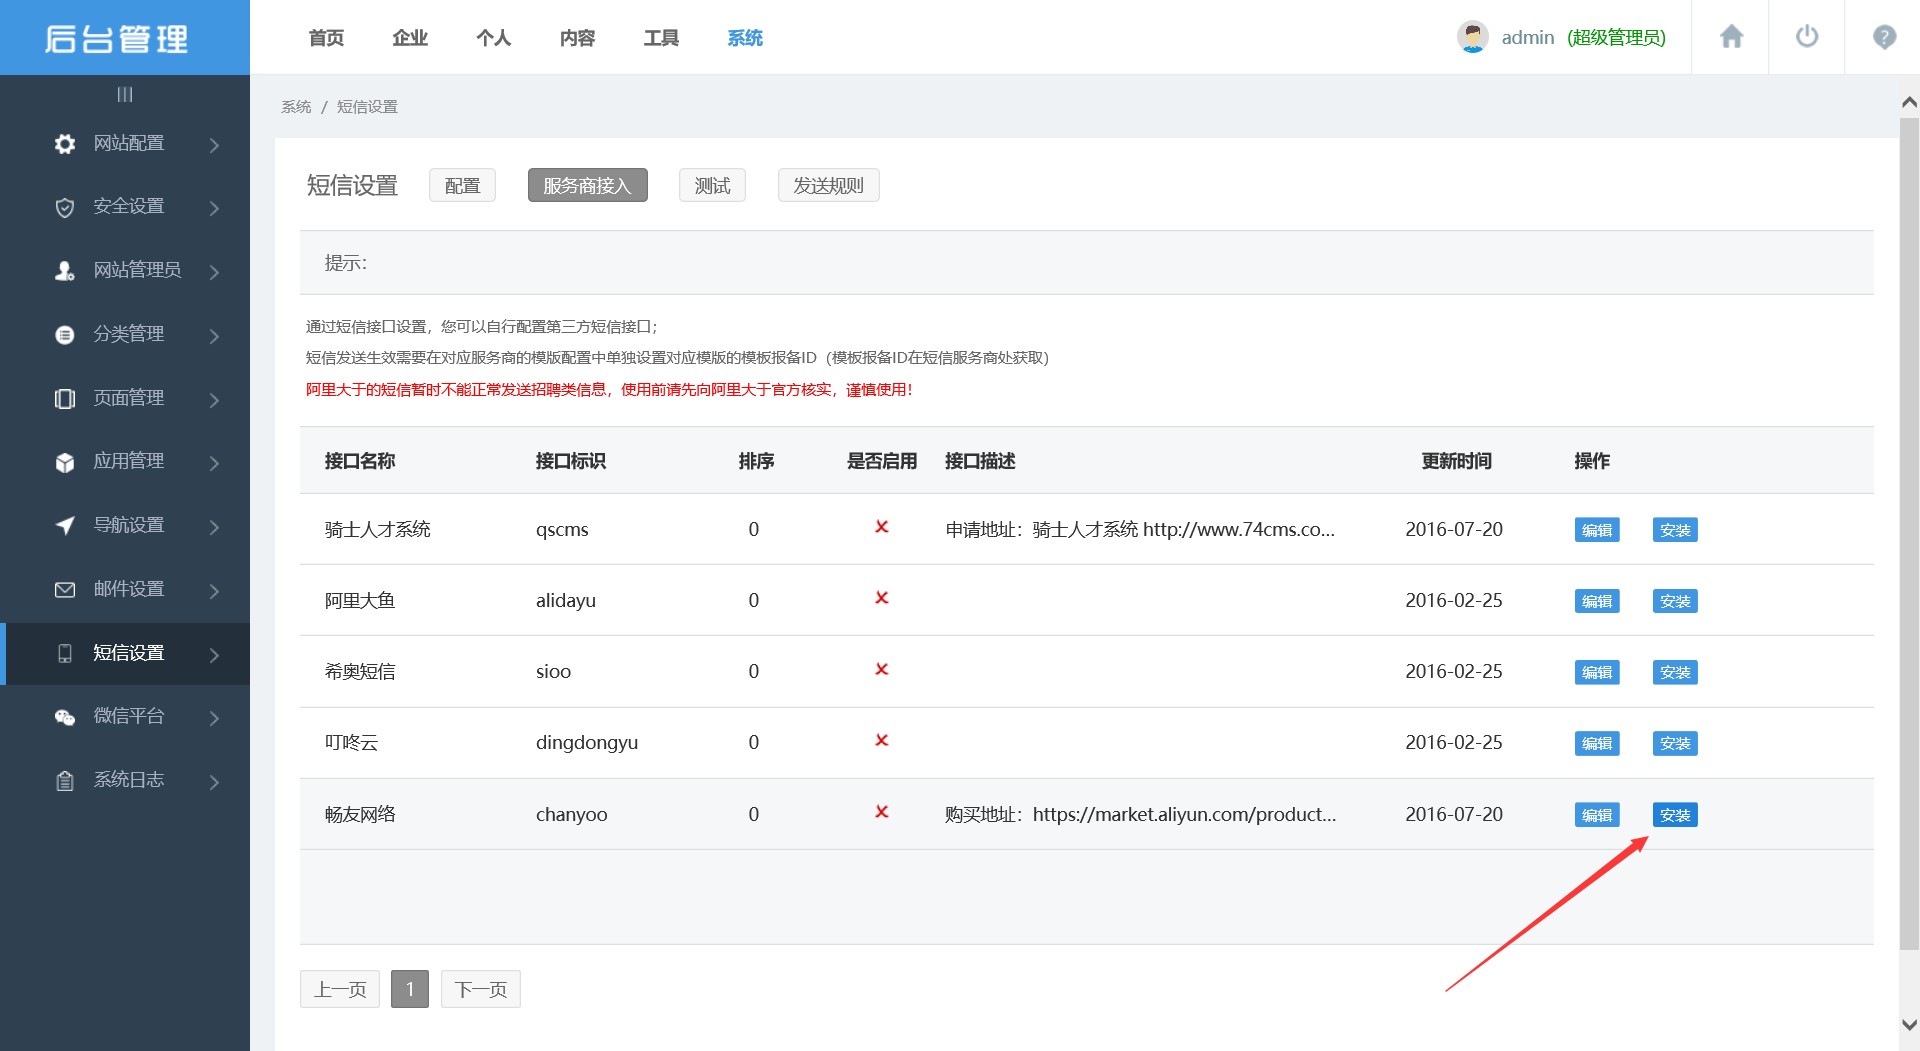 后台管理
首页 企业 个人 内容 工具 系统
admin (超级管理员)
网站配置
安全设置
网站管理员
分类管理
页面管理
应用管理
导航设置
邮件设置
短信设置
微信平台
系统日志
系统 / 短信设置
短信设置 配置 服务商接入 测试 发送规则
提示：
通过短信接口设置，您可以自行配置第三方短信接口；
短信发送生效需要在对应服务商的模版配置中单独设置对应模版的模板报备ID（模板报备ID在短信服务商处获取）
阿里大于的短信暂时不能正常发送招聘类信息，使用前请先向阿里大于官方核实，谨慎使用！
接口名称 接口标识 排序 是否启用 接口描述 更新时间 操作
骑士人才系统 qscms 0 申请地址：骑士人才系统 http://www.74cms.co... 2016-07-20 编辑 安装
阿里大鱼 alidayu 0 2016-02-25 编辑 安装
希奥短信 sioo 0 2016-02-25 编辑 安装
叮咚云 dingdongyu 0 2016-02-25 编辑 安装
畅友网络 chanyoo 0 购买地址：https://market.aliyun.com/product... 2016-07-20 编辑 安装
上一页 1 下一页